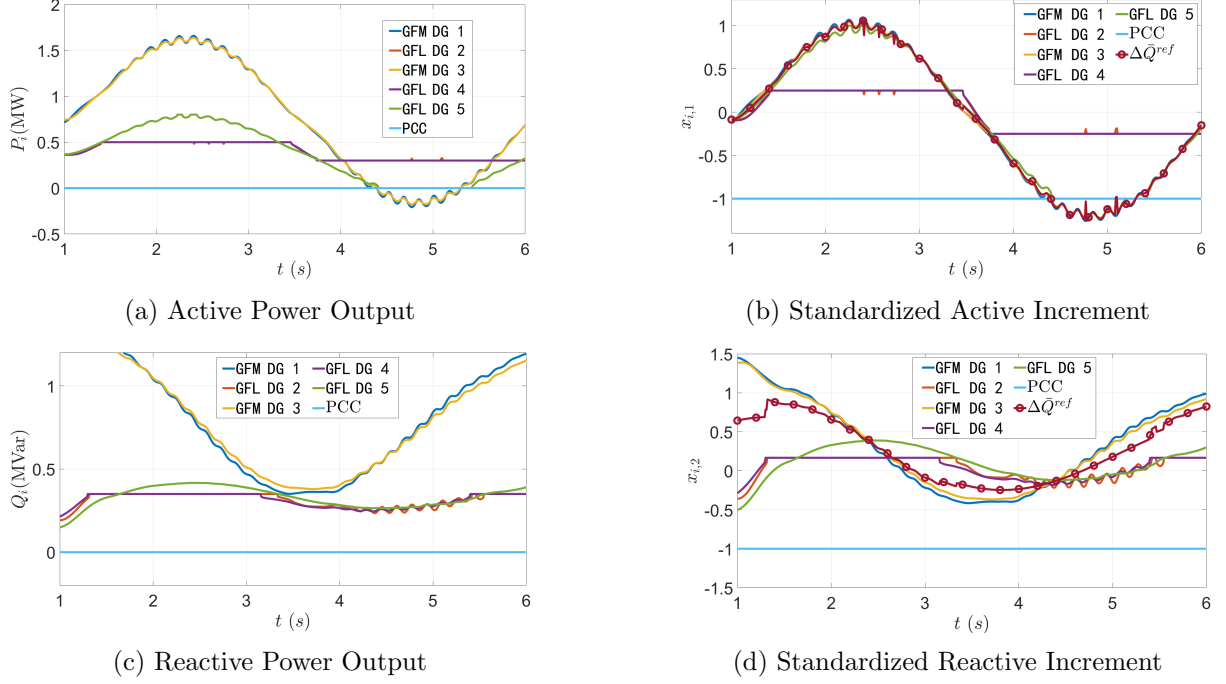 2
1.5
1
0.5
0
-0.5
P_i(MW)
GFM DG 1
GFL DG 2
GFM DG 3
GFL DG 4
GFL DG 5
PCC
1 2 3 4 5 6
t (s)
(a) Active Power Output
1
0.5
0
-0.5
-1
x_{i,1}
GFM DG 1
GFL DG 2
GFM DG 3
GFL DG 4
GFL DG 5
PCC
ΔQ̄^{ref}
1 2 3 4 5 6
t (s)
(b) Standardized Active Increment
1
0.5
0
Q_i(MVar)
GFM DG 1
GFL DG 2
GFM DG 3
GFL DG 4
GFL DG 5
PCC
1 2 3 4 5 6
t (s)
(c) Reactive Power Output
1.5
1
0.5
0
-0.5
-1
-1.5
x_{i,2}
GFM DG 1
GFL DG 2
GFM DG 3
GFL DG 4
GFL DG 5
PCC
ΔQ̄^{ref}
1 2 3 4 5 6
t (s)
(d) Standardized Reactive Increment